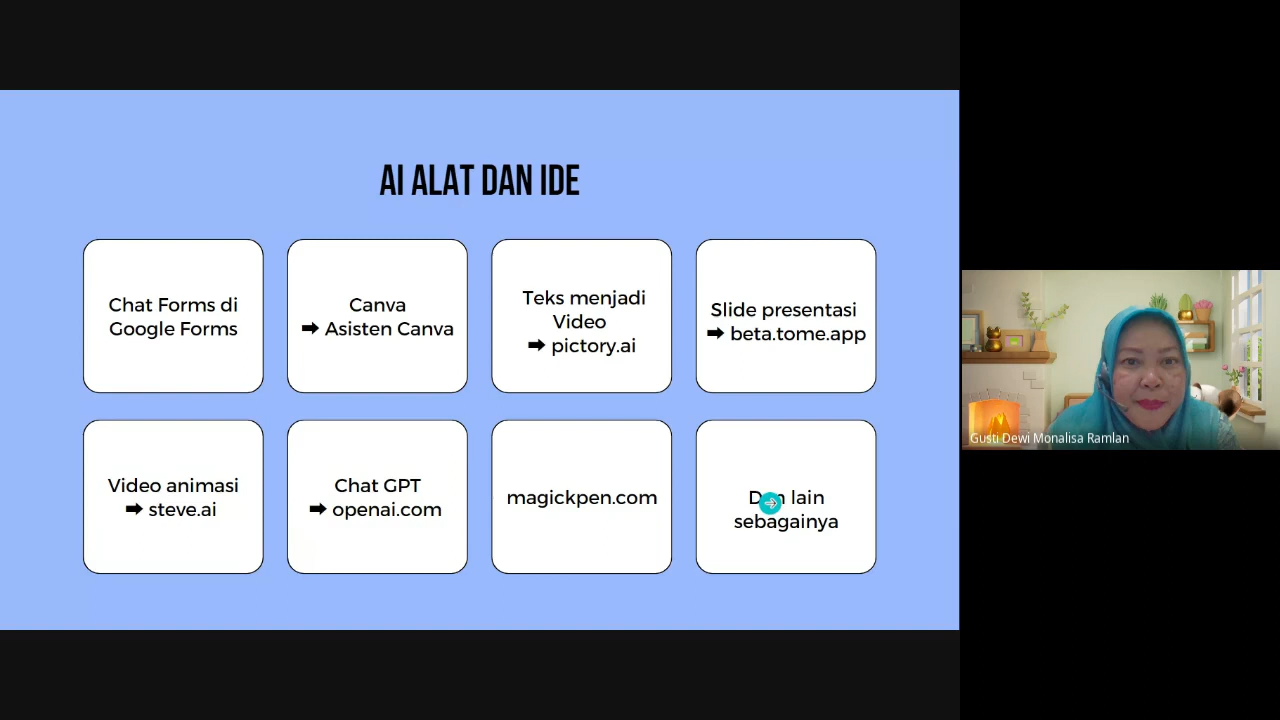 AI ALAT DAN IDE
Chat Forms di
Google Forms
Canva
➡ Asisten Canva
Teks menjadi
Video
➡ pictory.ai
Slide presentasi
➡ beta.tome.app
Video animasi
➡ steve.ai
Chat GPT
➡ openai.com
magickpen.com
Dan lain
sebagainya
Gusti Dewi Monalisa Ramlan